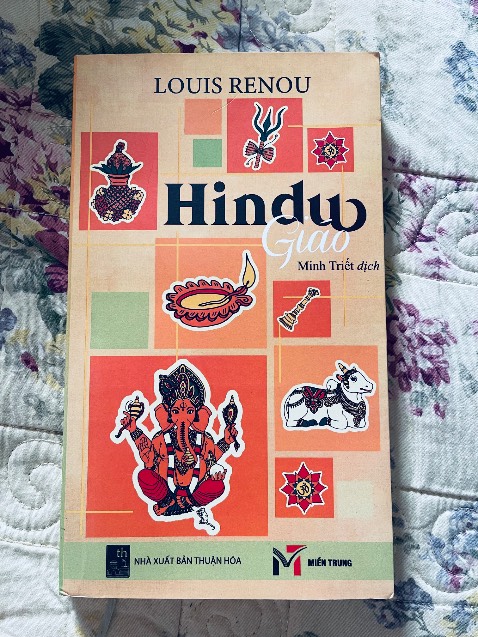 LOUIS RENOU
Hindu
Giáo
Minh Triết dịch
th
NHÀ XUẤT BẢN THUẬN HÓA
MIỀN TRUNG